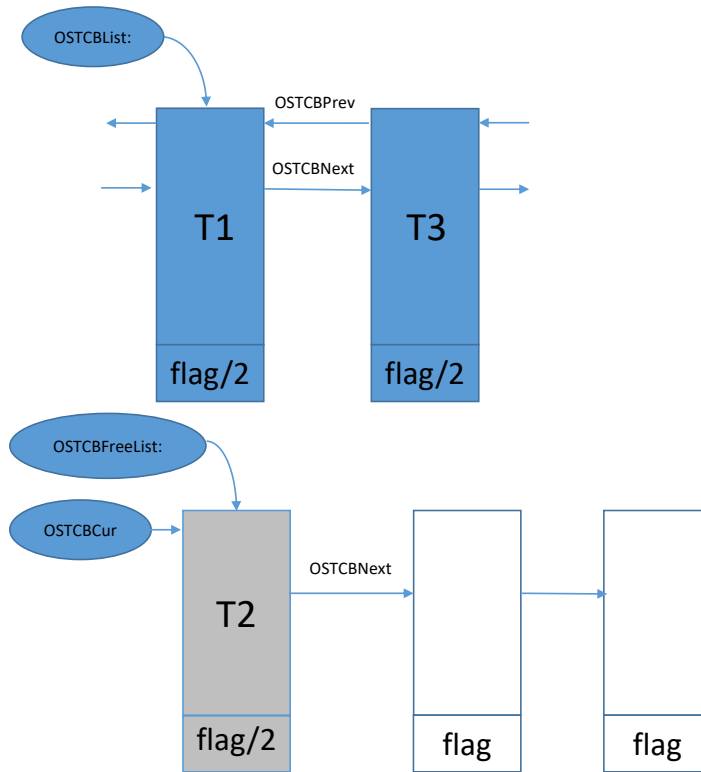 OSTCBList:
OSTCBPrev
OSTCBNext
T1
T3
flag/2
flag/2
OSTCBFreeList:
OSTCBCur
OSTCBNext
T2
flag/2
flag
flag